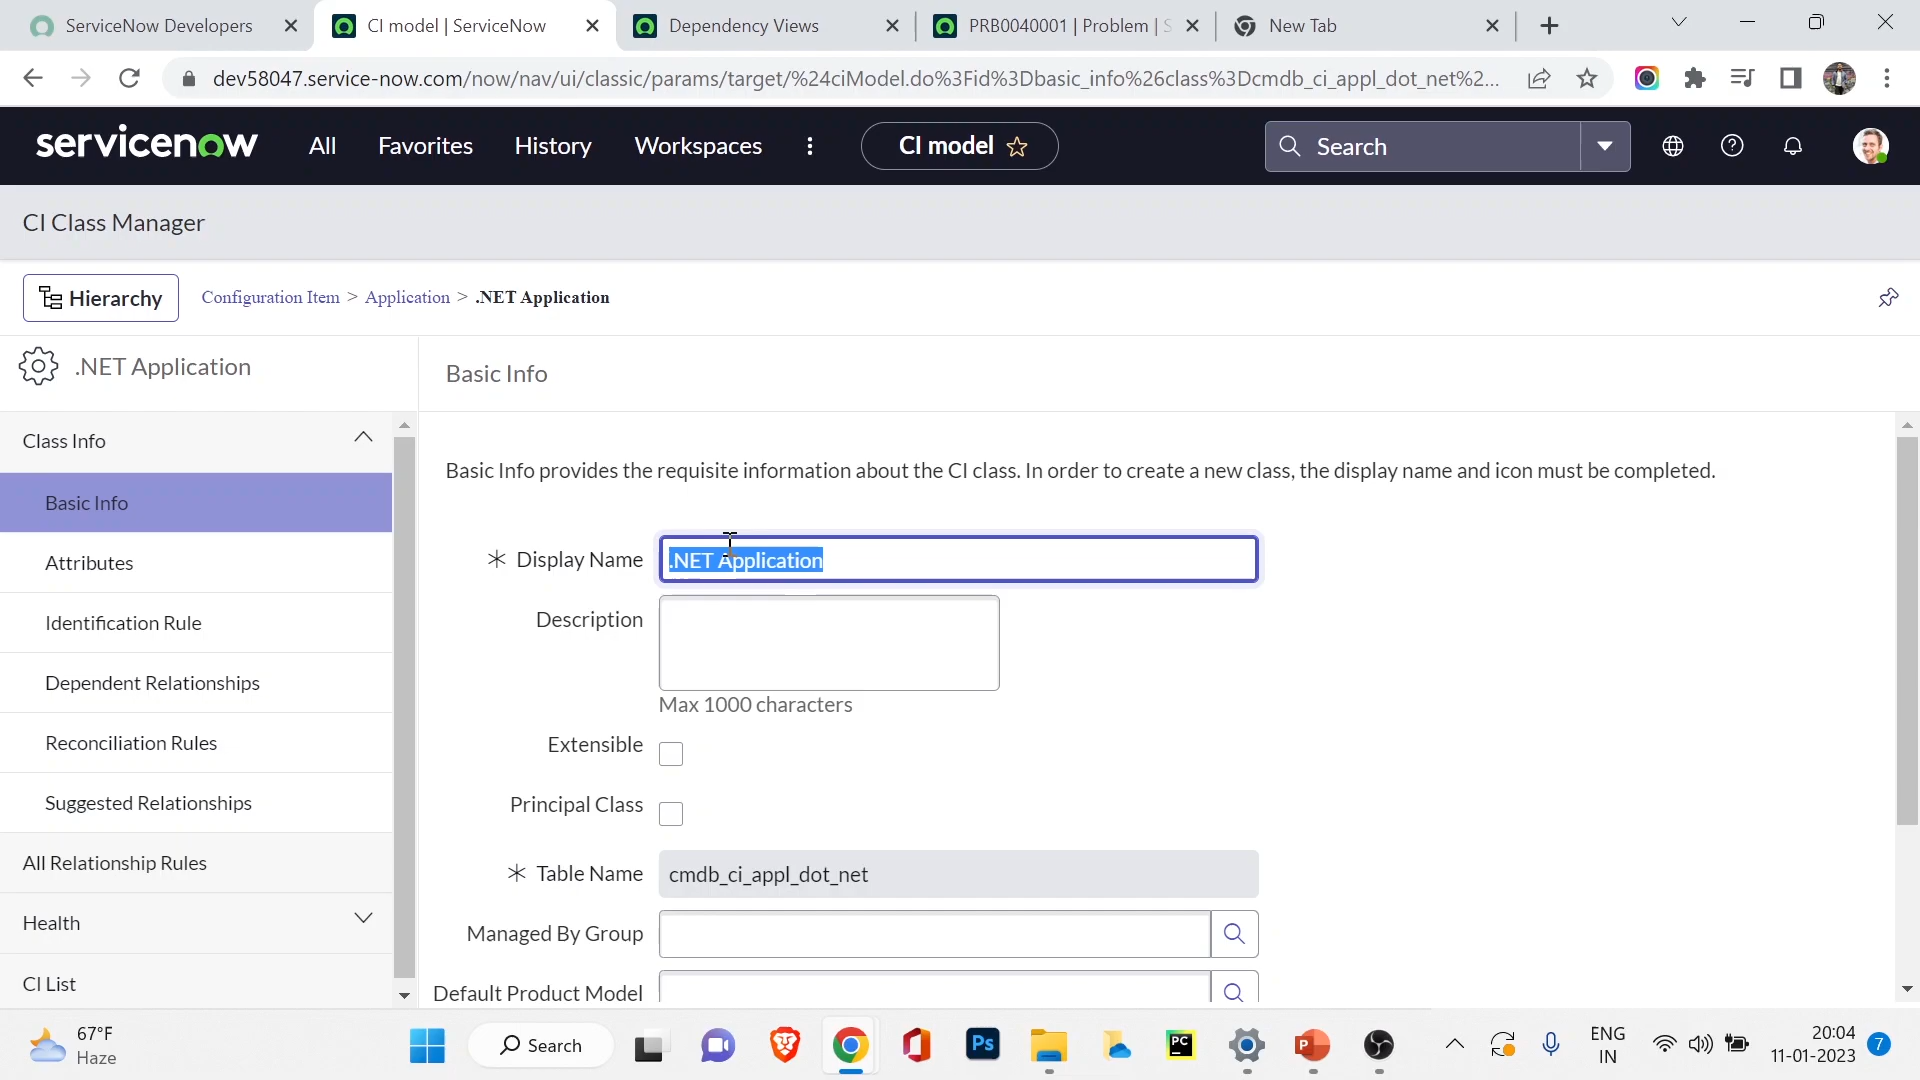 ServiceNow Developers
CI model | ServiceNow
Dependency Views
PRB0040001 | Problem | S
New Tab
dev58047.service-now.com/now/nav/ui/classic/params/target/%24ciModel.do%3Fid%3Dbasic_info%26class%3Dcmdb_ci_appl_dot_net%2...
servicenow
All
Favorites
History
Workspaces
CI model
Search
CI Class Manager
Hierarchy
Configuration Item > Application > .NET Application
.NET Application
Basic Info
Class Info
Basic Info
Attributes
Identification Rule
Dependent Relationships
Reconciliation Rules
Suggested Relationships
All Relationship Rules
Health
CI List
Basic Info provides the requisite information about the CI class. In order to create a new class, the display name and icon must be completed.
Display Name
.NET Application
Description
Max 1000 characters
Extensible
Principal Class
Table Name
cmdb_ci_appl_dot_net
Managed By Group
Default Product Model
67°F
Haze
Search
Ps
PC
P
ENG
IN
20:04
11-01-2023
7